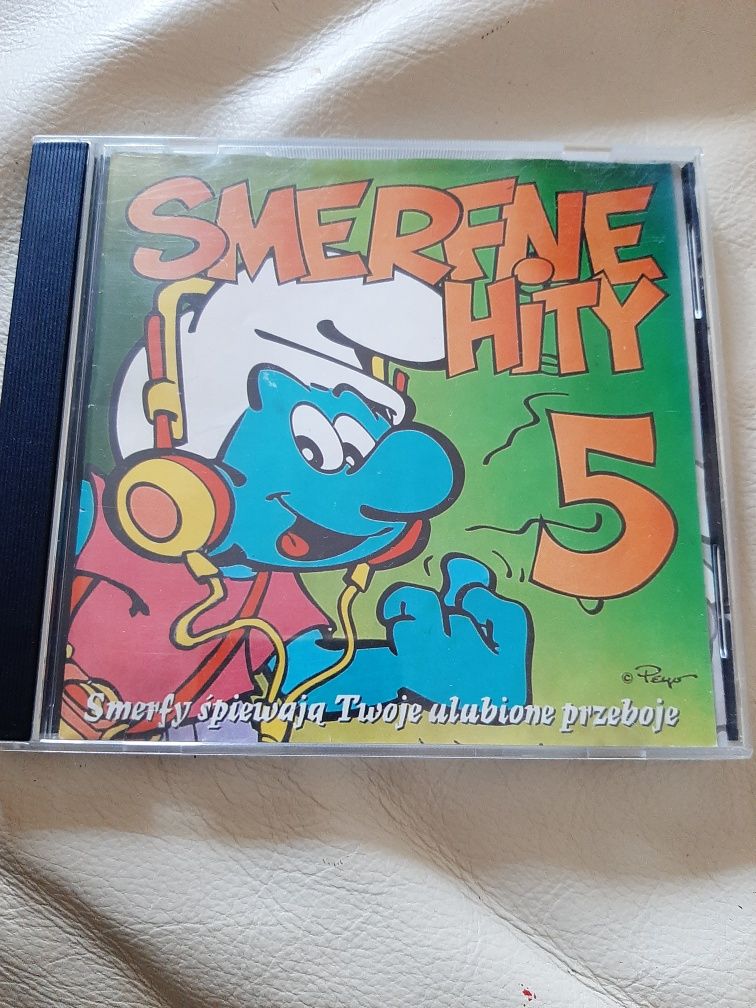 SMERFNE
HiTY
5
© Peyo
Smerfy śpiewają Twoje ulubione przeboje